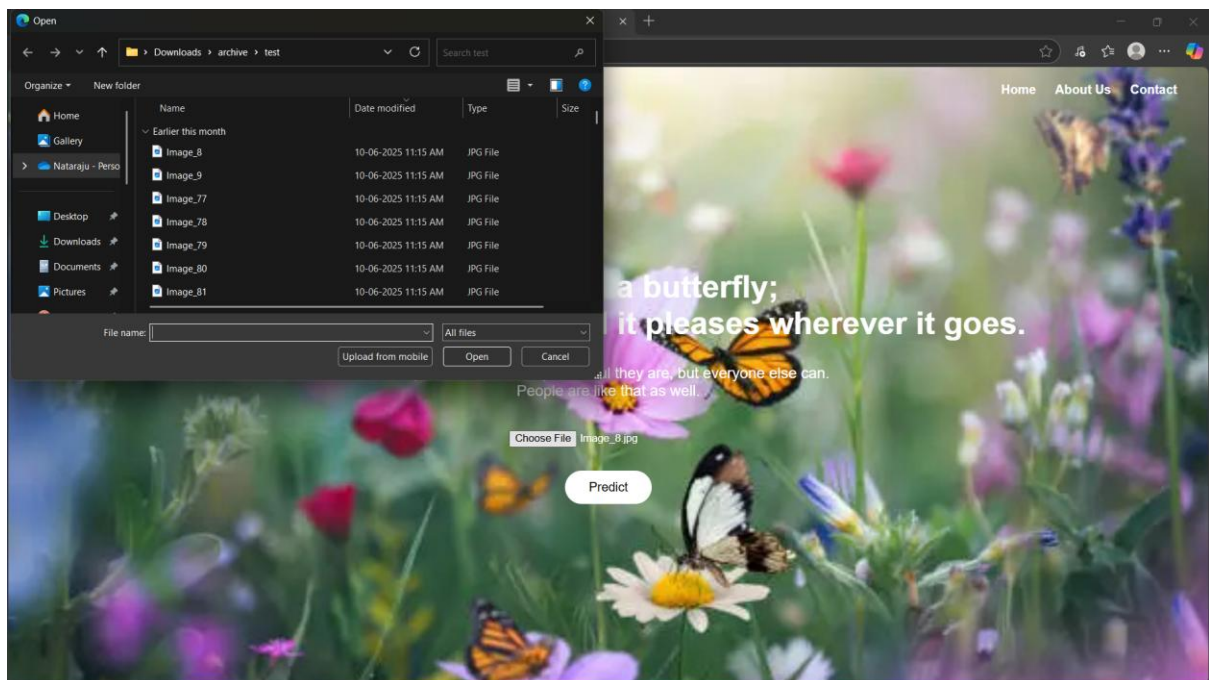 Open
Downloads > archive > test
Search test
Organize
New folder
Home
Gallery
Nataraju - Perso
Desktop
Downloads
Documents
Pictures
Name Date modified Type Size
Earlier this month
Image_8 10-06-2025 11:15 AM JPG File
Image_9 10-06-2025 11:15 AM JPG File
Image_77 10-06-2025 11:15 AM JPG File
Image_78 10-06-2025 11:15 AM JPG File
Image_79 10-06-2025 11:15 AM JPG File
Image_80 10-06-2025 11:15 AM JPG File
Image_81 10-06-2025 11:15 AM JPG File
File name:
All files
Upload from mobile
Open
Cancel
Home About Us Contact
a butterfly;
it pleases wherever it goes.
they are, but everyone else can.
People are like that as well.
Choose File Image_8.jpg
Predict